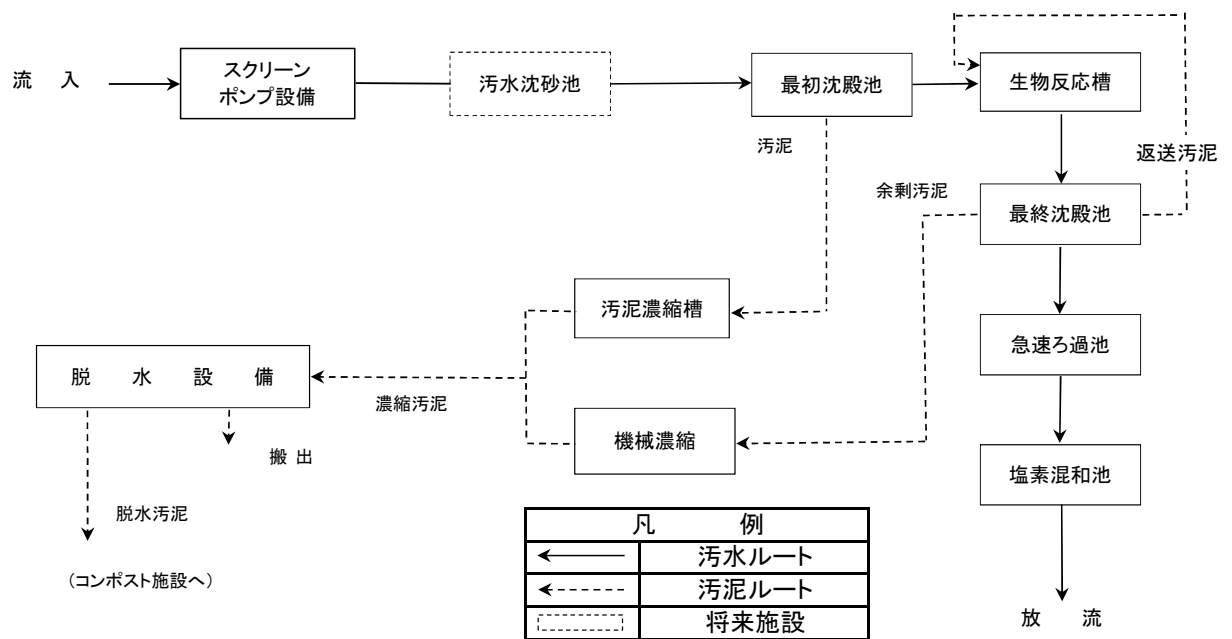 流　入
スクリーン
ポンプ設備
汚水沈砂池
最初沈殿池
生物反応槽
汚泥
返送汚泥
余剰汚泥
最終沈殿池
汚泥濃縮槽
急速ろ過池
脱　水　設　備
濃縮汚泥
機械濃縮
搬 出
塩素混和池
脱水汚泥
(コンポスト施設へ)
凡　例
汚水ルート
汚泥ルート
将来施設
放　流